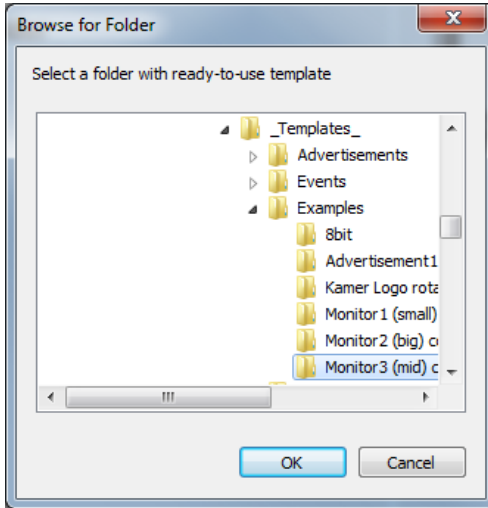 Browse for Folder
Select a folder with ready-to-use template
_Templates_
Advertisements
Events
Examples
8bit
Advertisement1
Kamer Logo rota
Monitor1 (small)
Monitor2 (big) c
Monitor3 (mid) c
OK
Cancel